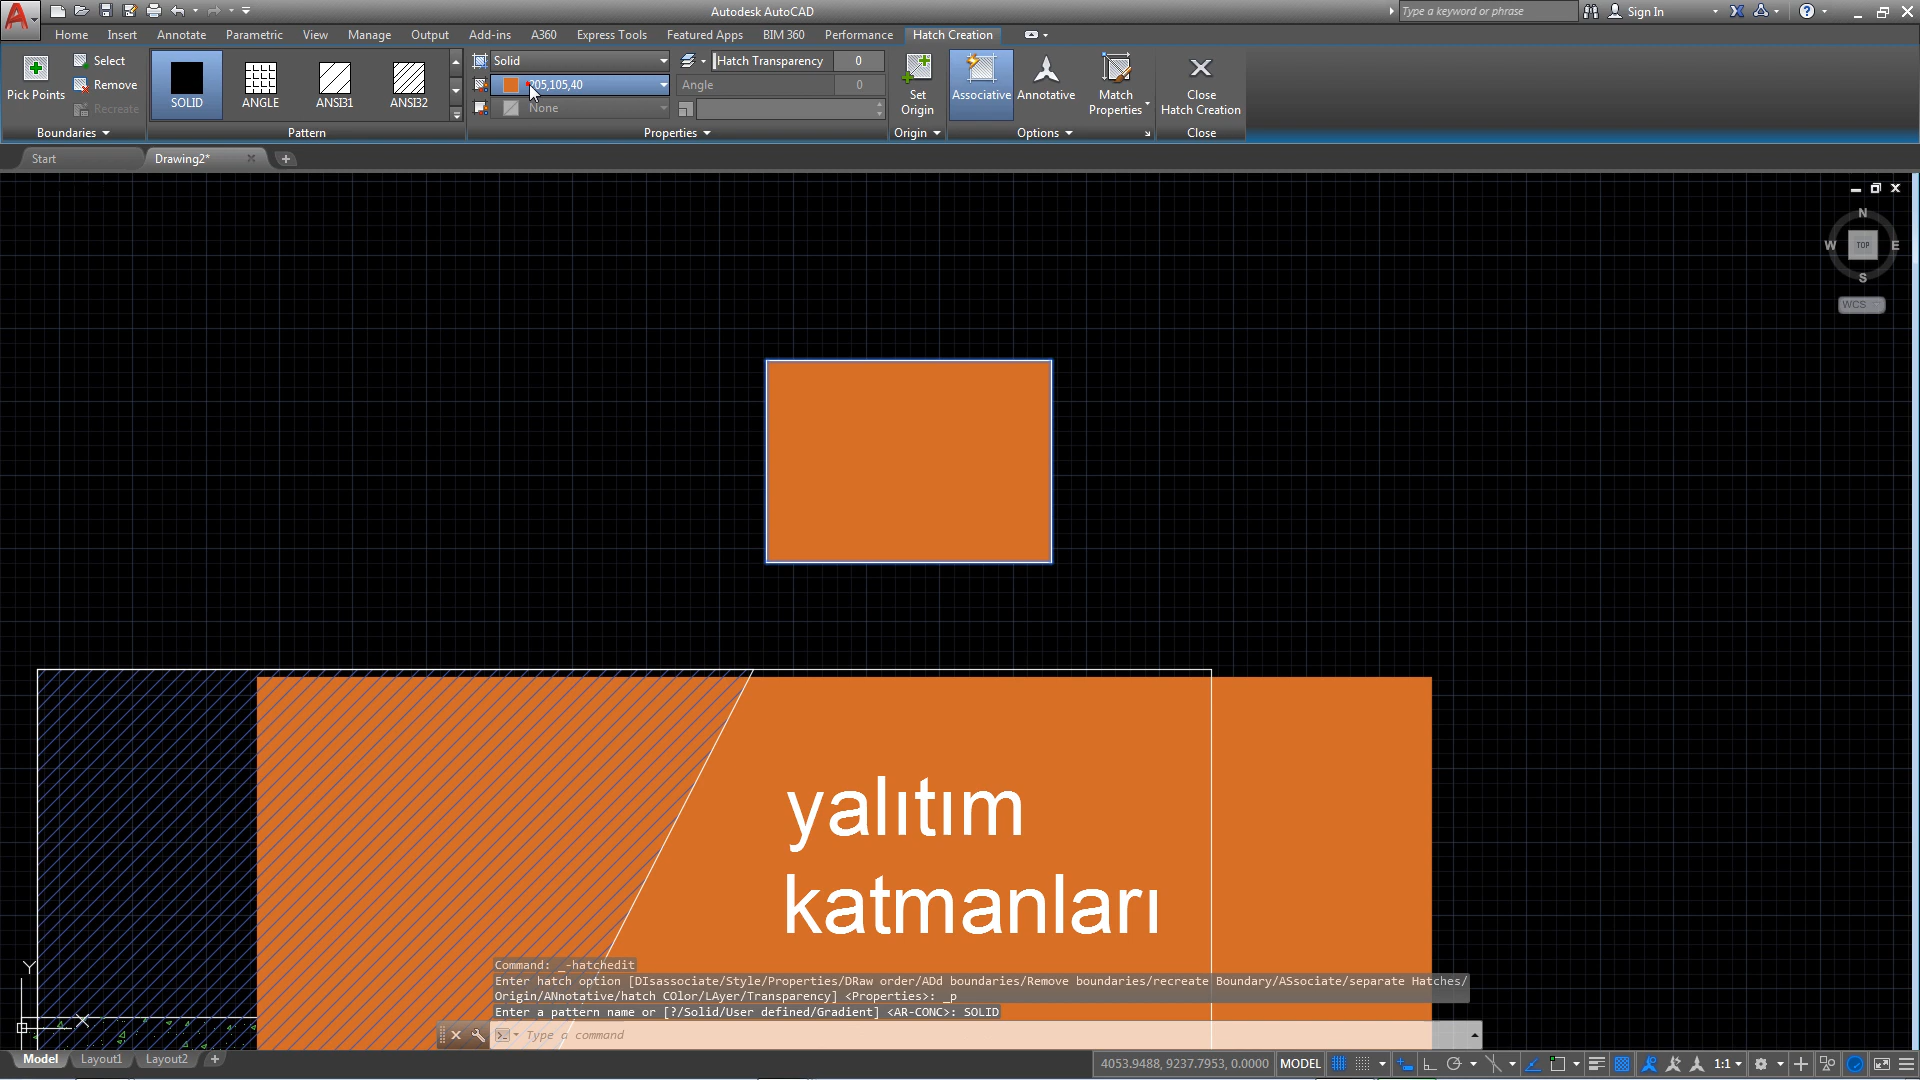 Autodesk AutoCAD
Type a keyword or phrase
Sign In
Home Insert Annotate Parametric View Manage Output Add-ins A360 Express Tools Featured Apps BIM 360 Performance Hatch Creation
Pick Points
Select
Remove
Recreate
Boundaries
SOLID
ANGLE
ANSI31
ANSI32
Pattern
Solid
205,105,40
None
Hatch Transparency 0
Angle 0
Properties
Set
Origin
Origin
Associative
Annotative
Match
Properties
Options
Close
Hatch Creation
Close
Start
Drawing2*
N
W TOP E
S
WCS
yalıtım
katmanları
Y
X
Command: _-hatchedit
Enter hatch option [DIsassociate/Style/Properties/DRaw order/ADd boundaries/Remove boundaries/recreate Boundary/ASsociate/separate Hatches/
Origin/ANnotative/hatch COlor/LAyer/Transparency] <Properties>: _p
Enter a pattern name or [?/Solid/User defined/Gradient] <AR-CONC>: SOLID
Type a command
Model Layout1 Layout2
4053.9488, 9237.7953, 0.0000 MODEL 1:1